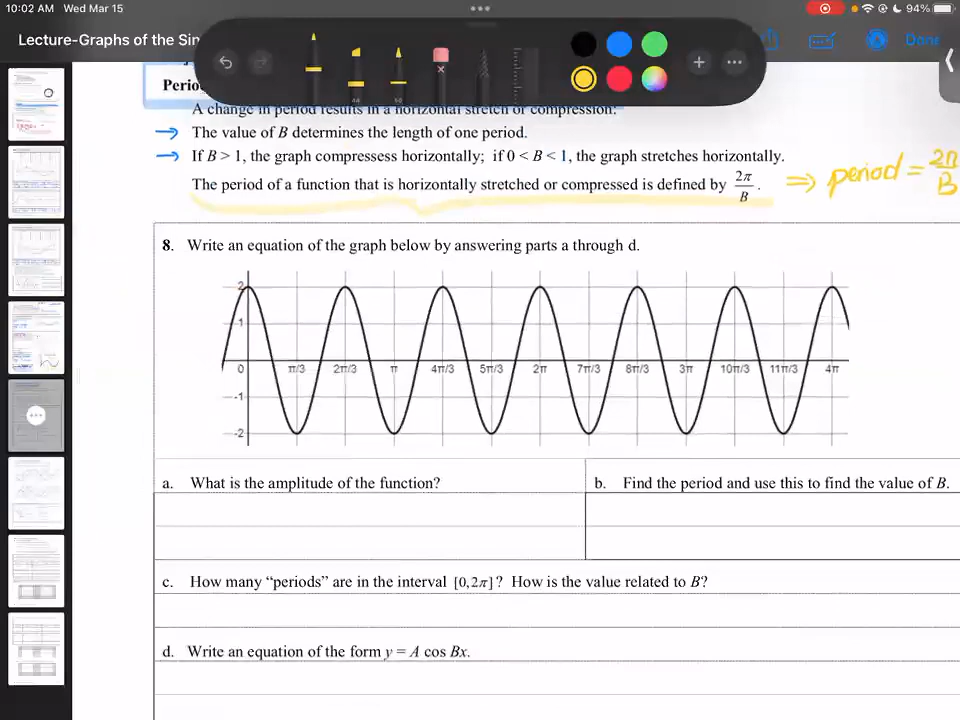 10:02 AM Wed Mar 15
94%
Lecture-Graphs of the Sin
Done
Perio
A change in period results in a horizontal stretch or compression:
→ The value of B determines the length of one period.
→ If B > 1, the graph compressess horizontally; if 0 < B < 1, the graph stretches horizontally.
The period of a function that is horizontally stretched or compressed is defined by 2π/B. ⇒ period = 2π/B
8. Write an equation of the graph below by answering parts a through d.
2
1
0 π/3 2π/3 π 4π/3 5π/3 2π 7π/3 8π/3 3π 10π/3 11π/3 4π
-1
-2
a. What is the amplitude of the function?
b. Find the period and use this to find the value of B.
c. How many “periods” are in the interval [0,2π]? How is the value related to B?
d. Write an equation of the form y = A cos Bx.